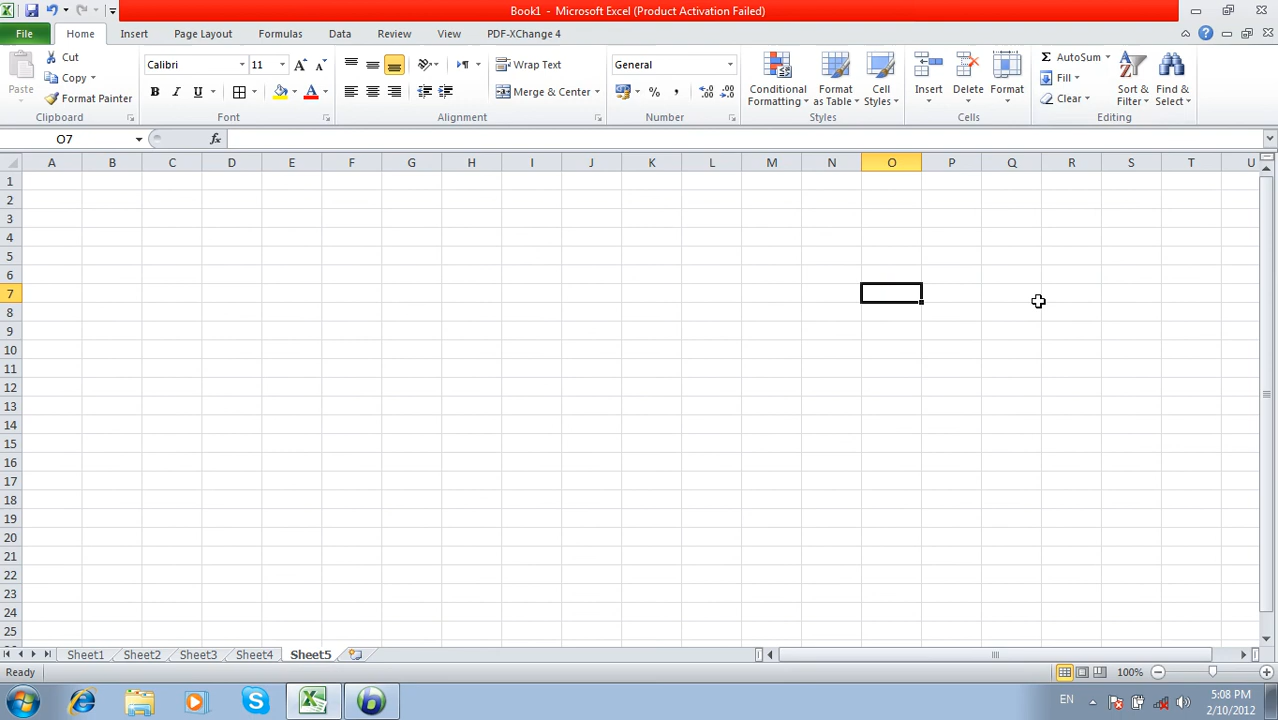 Book1 - Microsoft Excel (Product Activation Failed)
File Home Insert Page Layout Formulas Data Review View PDF-XChange 4
Paste
Cut
Copy
Format Painter
Clipboard
Calibri 11
B I U
Font
Wrap Text
Merge & Center
Alignment
General
Number
Conditional Formatting
Format as Table
Cell Styles
Styles
Insert Delete Format
Cells
AutoSum
Fill
Clear
Sort & Filter
Find & Select
Editing
O7 fx
A B C D E F G H I J K L M N O P Q R S T U
1
2
3
4
5
6
7
8
9
10
11
12
13
14
15
16
17
18
19
20
21
22
23
24
25
Sheet1 Sheet2 Sheet3 Sheet4 Sheet5
Ready 100%
EN 5:08 PM
2/10/2012